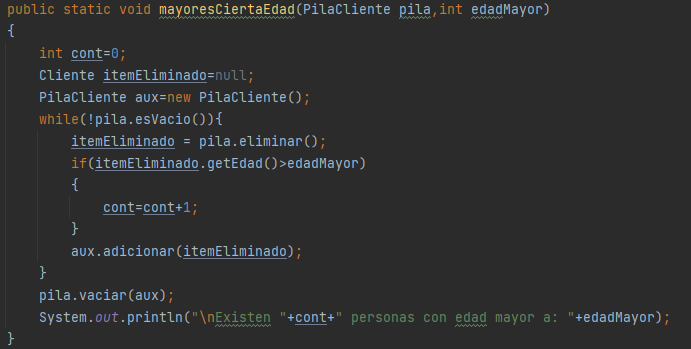 public static void mayoresCiertaEdad(PilaCliente pila,int edadMayor)
{
    int cont=0;
    Cliente itemEliminado=null;
    PilaCliente aux=new PilaCliente();
    while(!pila.esVacio()){
        itemEliminado = pila.eliminar();
        if(itemEliminado.getEdad()>edadMayor)
        {
            cont=cont+1;
        }
        aux.adicionar(itemEliminado);
    }
    pila.vaciar(aux);
    System.out.println("\nExisten "+cont+" personas con edad mayor a: "+edadMayor);
}